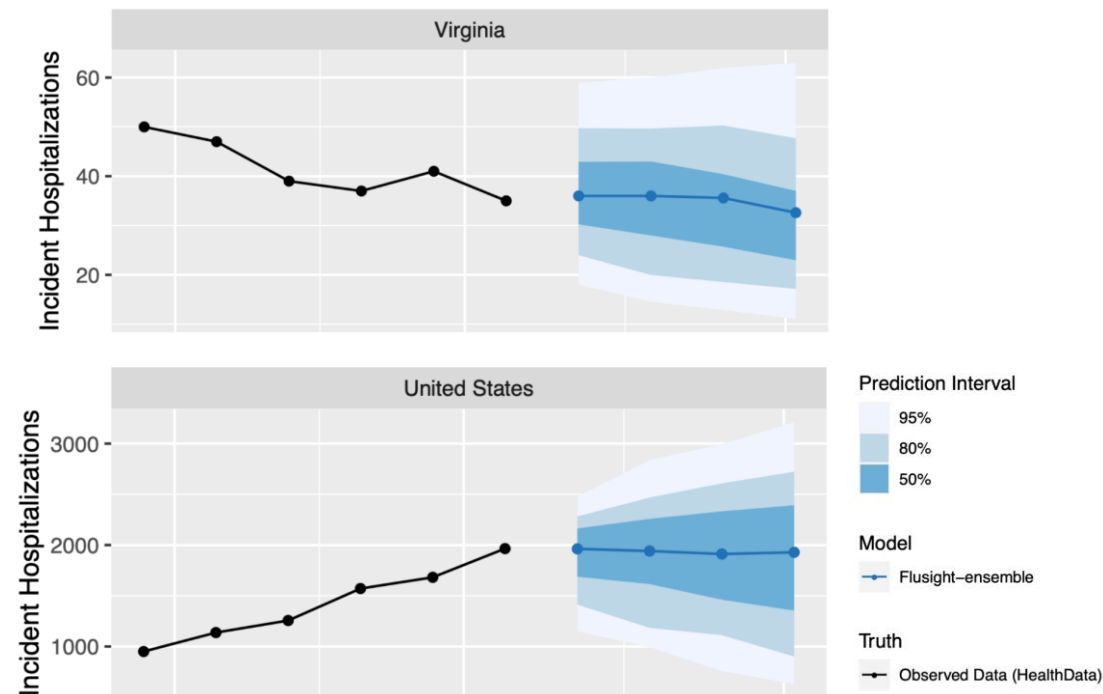 Virginia
Incident Hospitalizations
60
40
20
United States
Incident Hospitalizations
3000
2000
1000
Prediction Interval
95%
80%
50%
Model
Flusight−ensemble
Truth
Observed Data (HealthData)